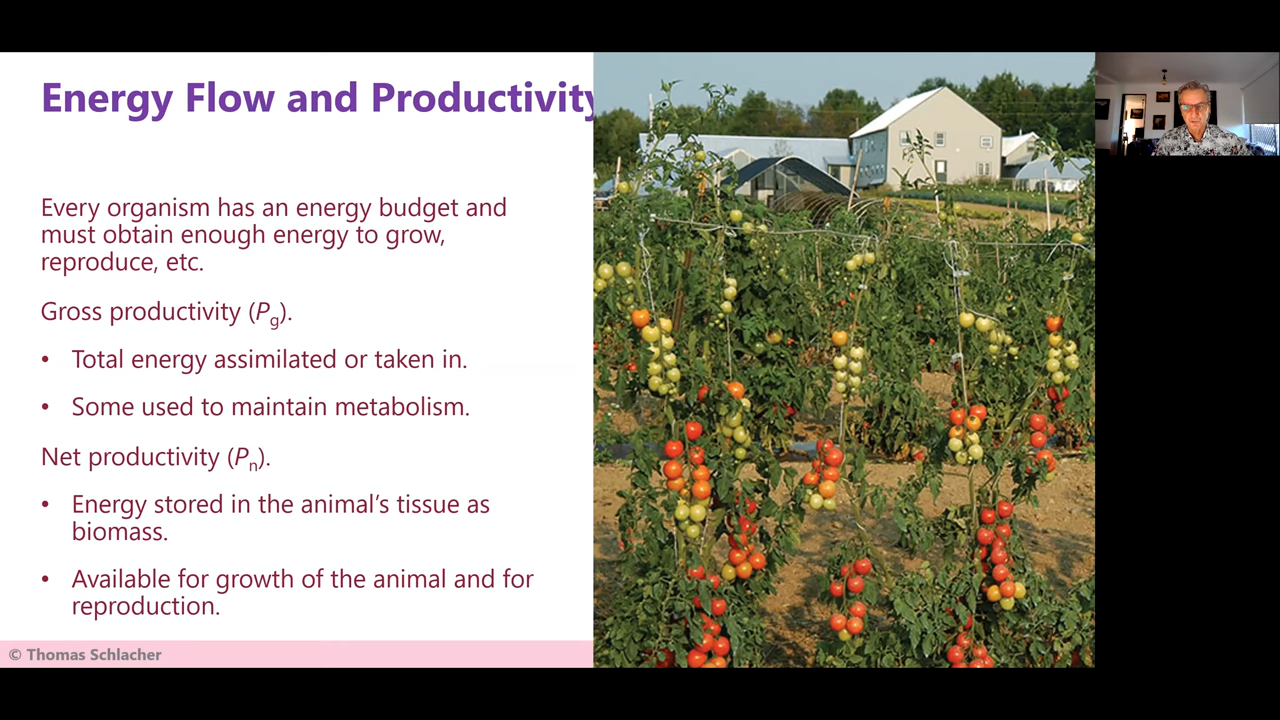 Energy Flow and Productivity
Every organism has an energy budget and
must obtain enough energy to grow,
reproduce, etc.
Gross productivity (Pg).
• Total energy assimilated or taken in.
• Some used to maintain metabolism.
Net productivity (Pn).
• Energy stored in the animal’s tissue as
biomass.
• Available for growth of the animal and for
reproduction.
© Thomas Schlacher